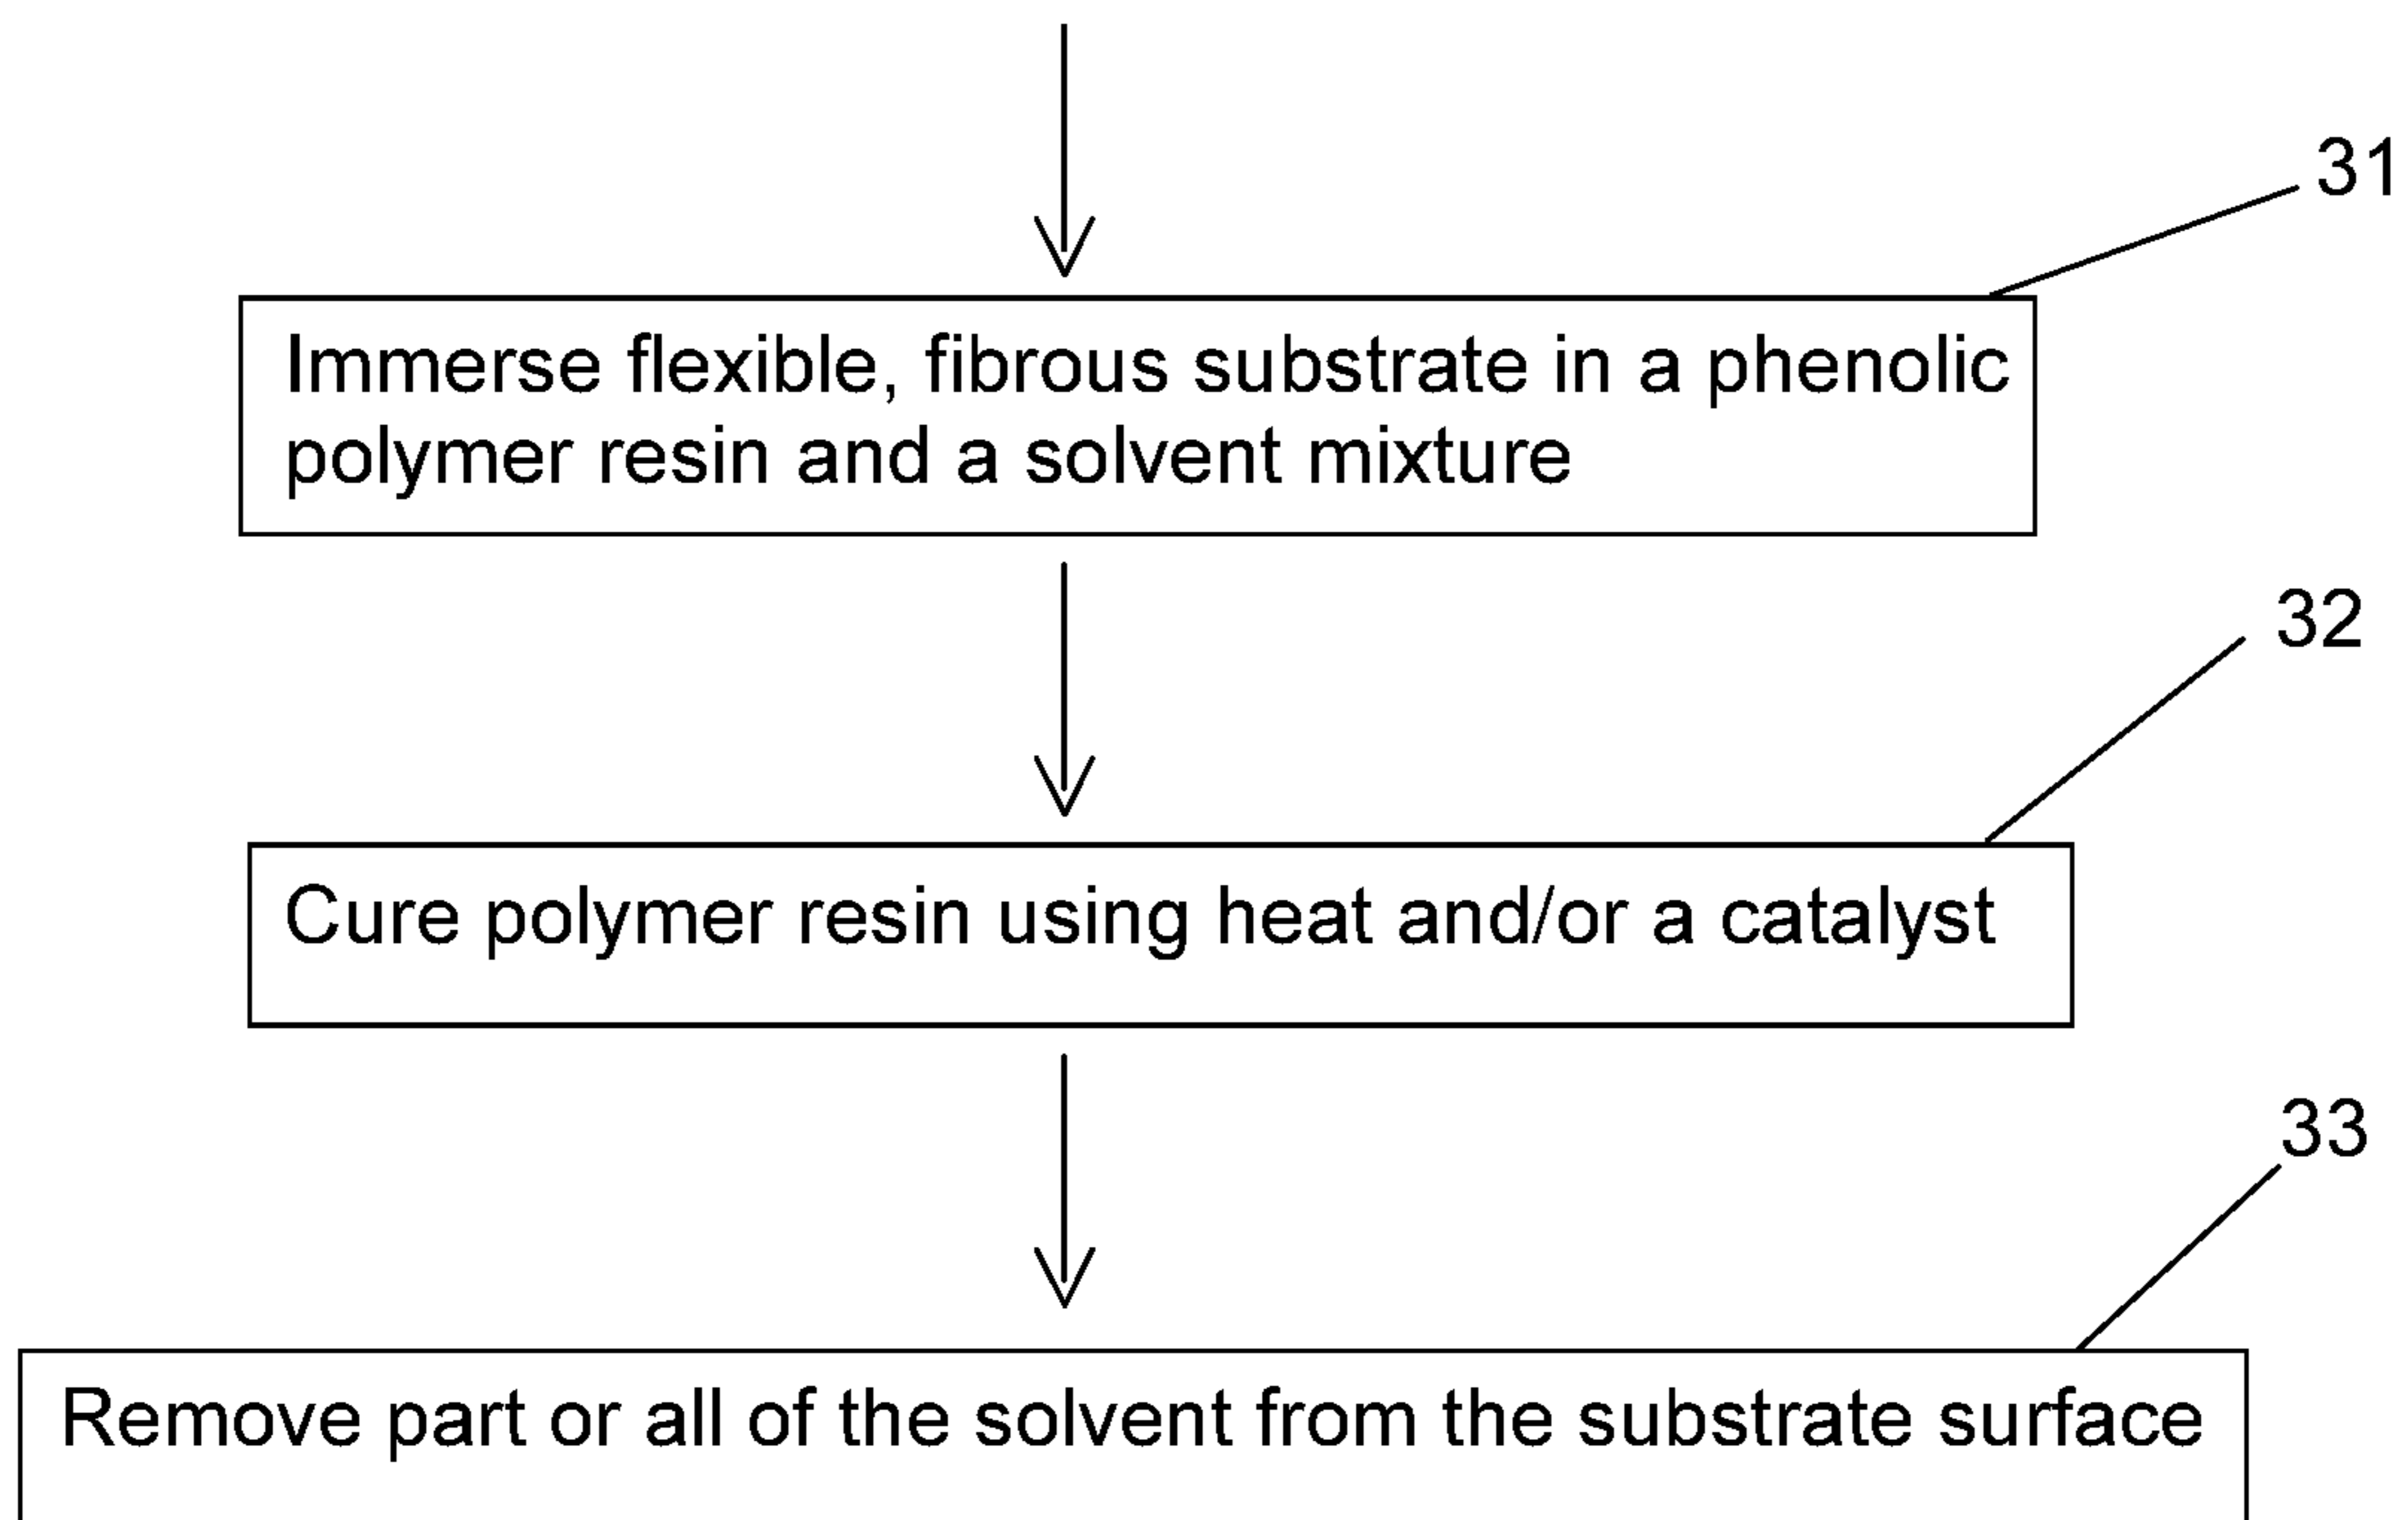 31
Immerse flexible, fibrous substrate in a phenolic
polymer resin and a solvent mixture
32
Cure polymer resin using heat and/or a catalyst
33
Remove part or all of the solvent from the substrate surface